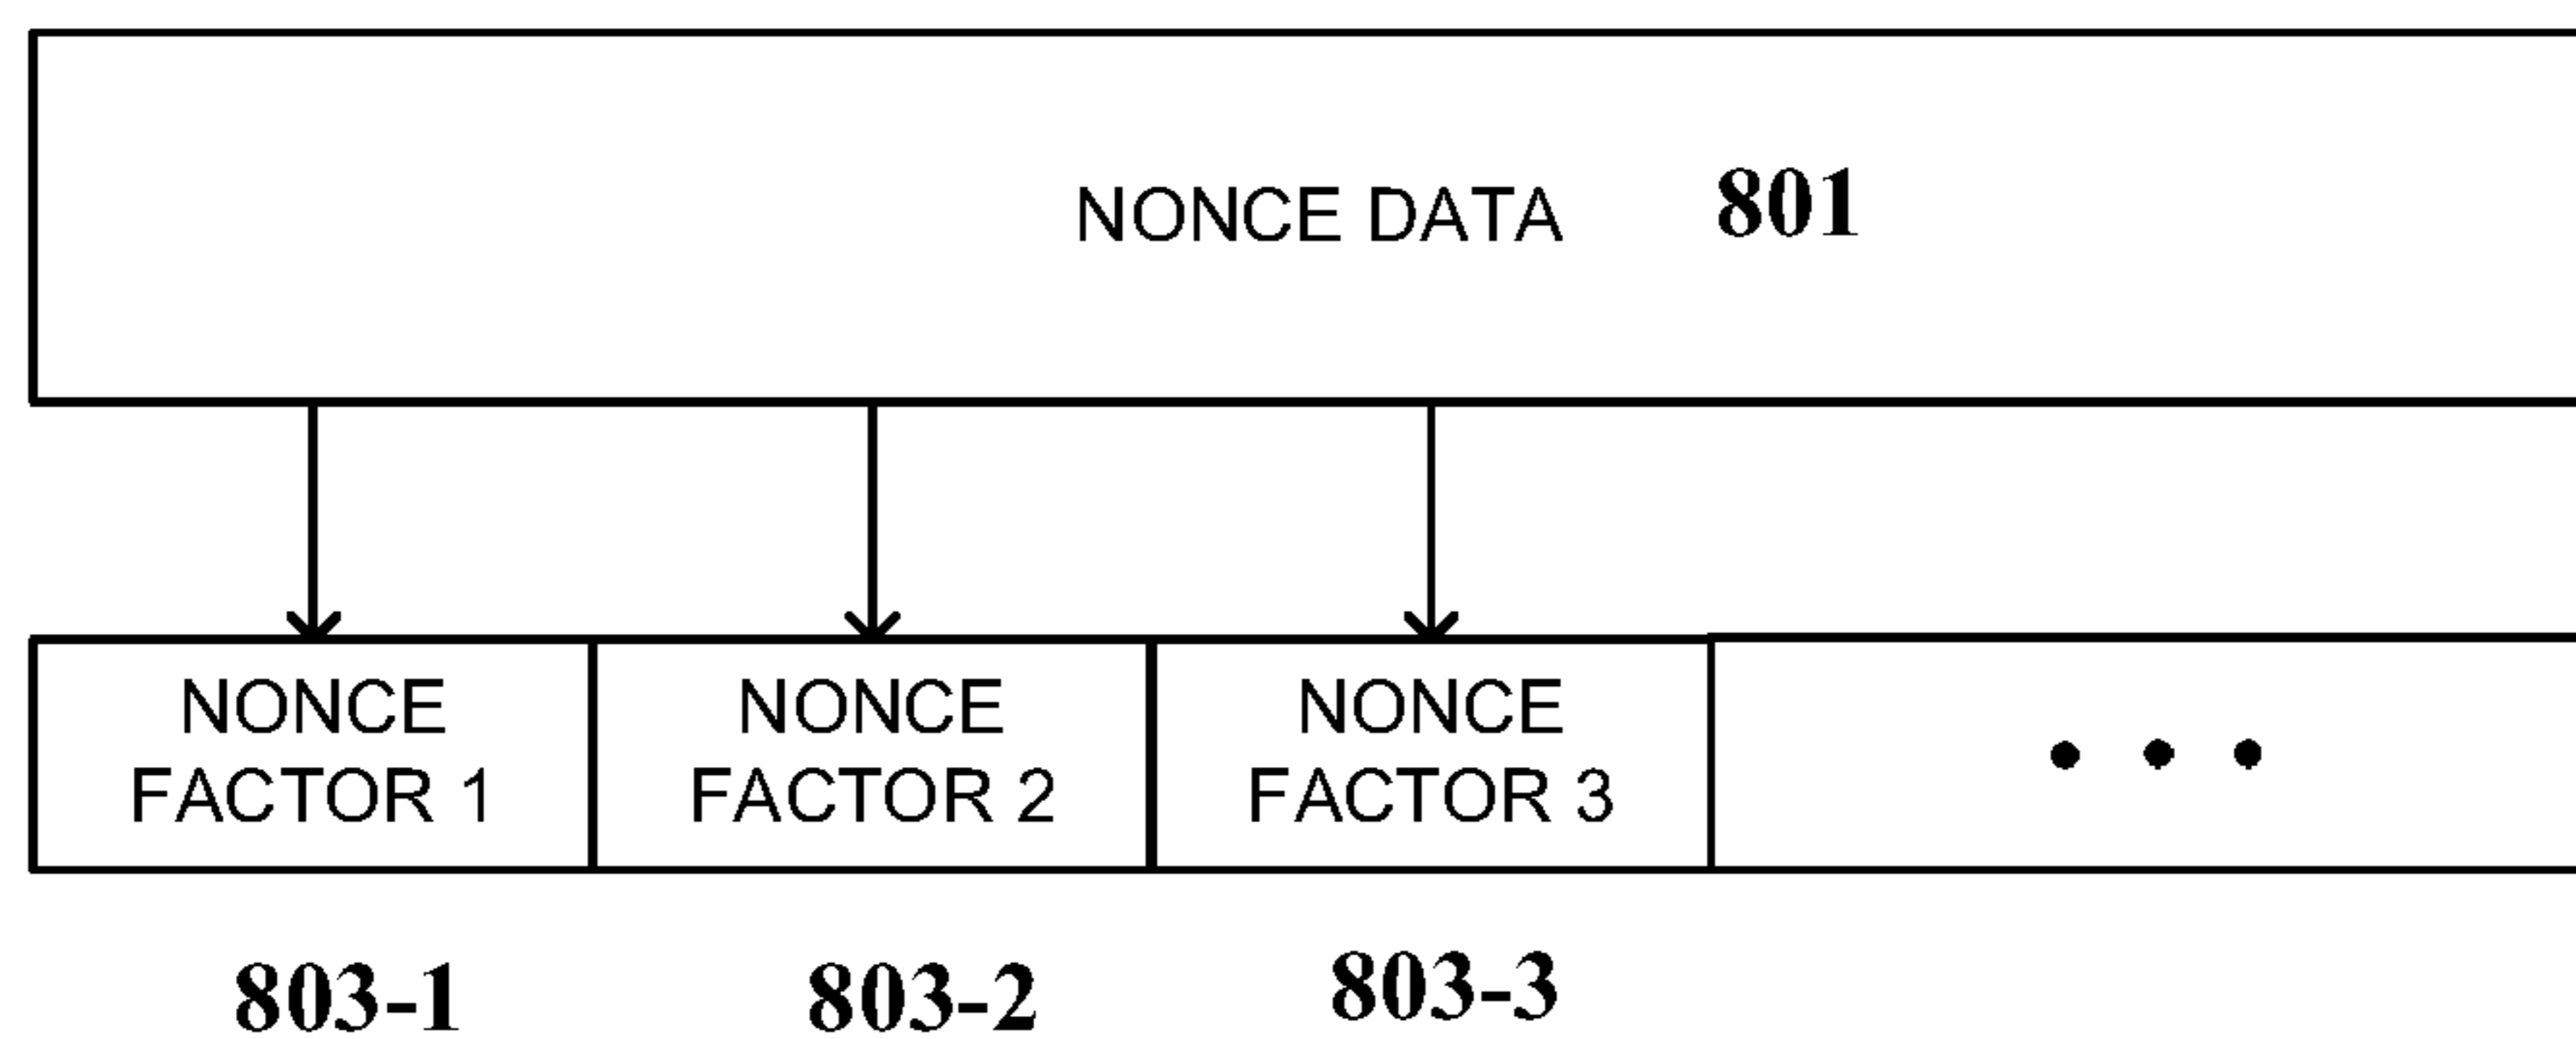 NONCE DATA 801
NONCE NONCE NONCE
FACTOR 1 FACTOR 2 FACTOR 3 • • •
803-1 803-2 803-3